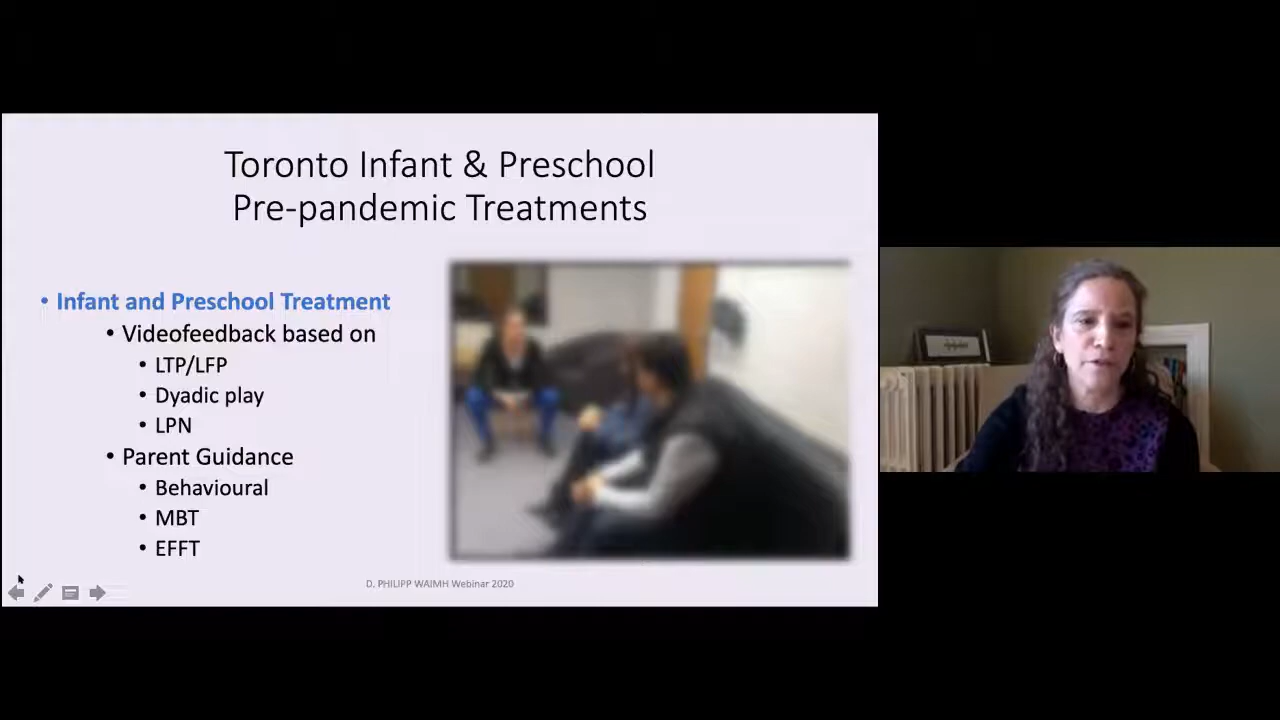 Toronto Infant & Preschool
Pre-pandemic Treatments
• Infant and Preschool Treatment
• Videofeedback based on
• LTP/LFP
• Dyadic play
• LPN
• Parent Guidance
• Behavioural
• MBT
• EFFT
D. PHILIPP WAIMH Webinar 2020